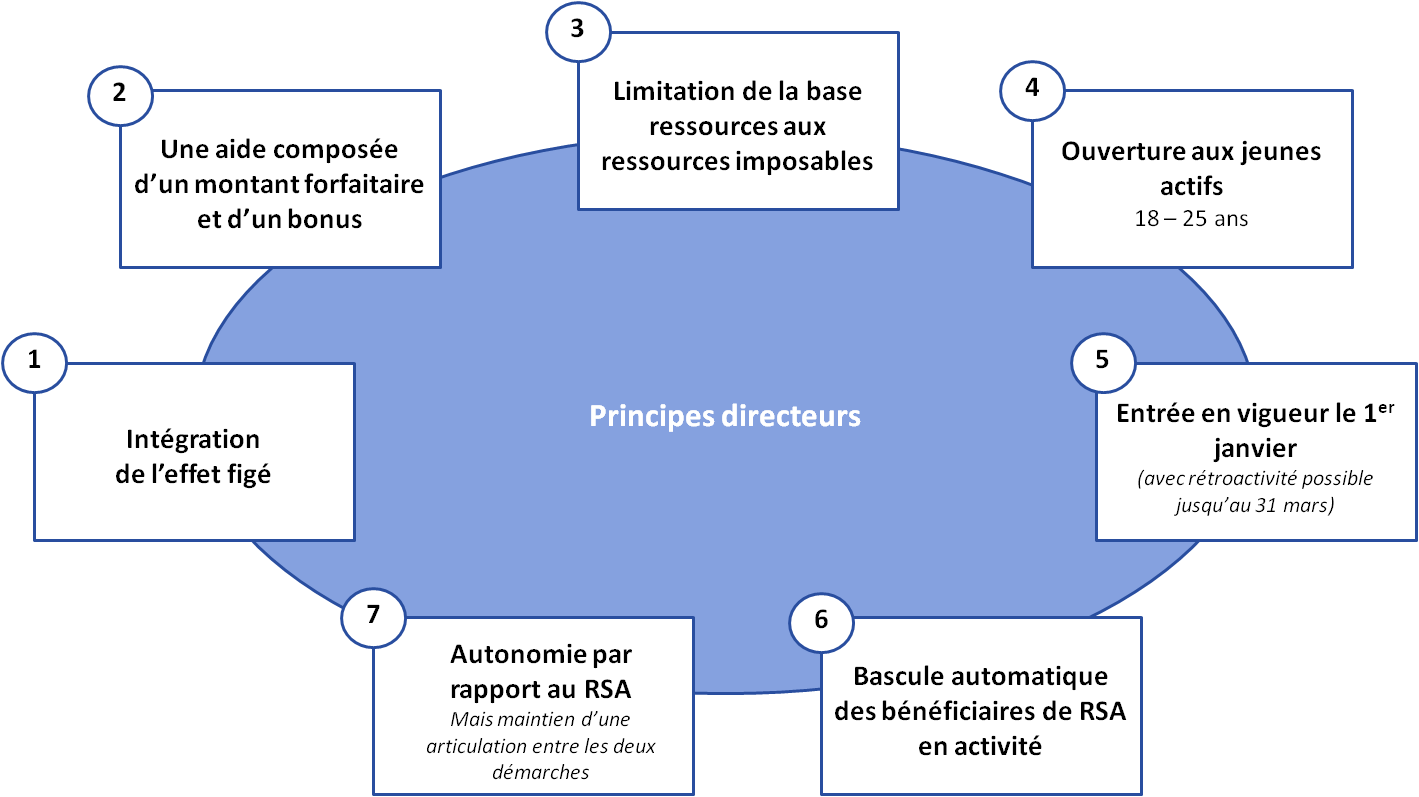 1
Intégration
de l’effet figé
2
Une aide composée
d’un montant forfaitaire
et d’un bonus
3
Limitation de la base
ressources aux
ressources imposables
4
Ouverture aux jeunes
actifs
18 – 25 ans
5
Entrée en vigueur le 1er
janvier
(avec rétroactivité possible
jusqu’au 31 mars)
6
Bascule automatique
des bénéficiaires de RSA
en activité
7
Autonomie par
rapport au RSA
Mais maintien d’une
articulation entre les deux
démarches
Principes directeurs